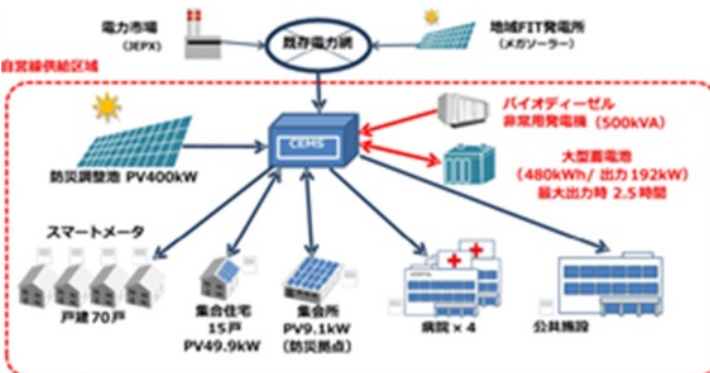 電力市場
(JEPX)
既存電力網
地域FIT発電所
(メガソーラー)
自営線供給区域
CEMS
バイオディーゼル
非常用発電機(500kVA)
防災調整池 PV400kW
大型蓄電池
(480kWh/ 出力192kW)
最大出力時 2.5時間
スマートメータ
戸建70戸
集合住宅
15戸
PV49.9kW
集会所
PV9.1kW
(防災拠点)
病院×4
公共施設